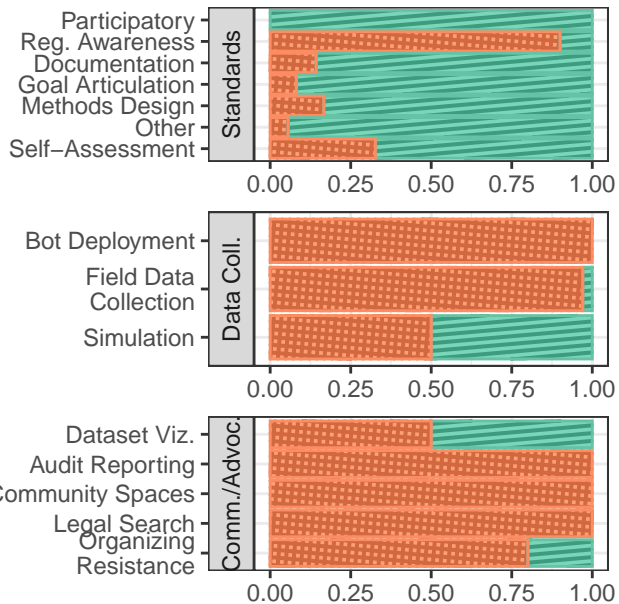 Participatory
Reg. Awareness
Documentation
Goal Articulation
Methods Design
Other
Self−Assessment
Standards
0.00 0.25 0.50 0.75 1.00
Bot Deployment
Field Data
Collection
Simulation
Data Coll.
0.00 0.25 0.50 0.75 1.00
Dataset Viz.
Audit Reporting
Community Spaces
Legal Search
Organizing
Resistance
Comm./Advoc.
0.00 0.25 0.50 0.75 1.00